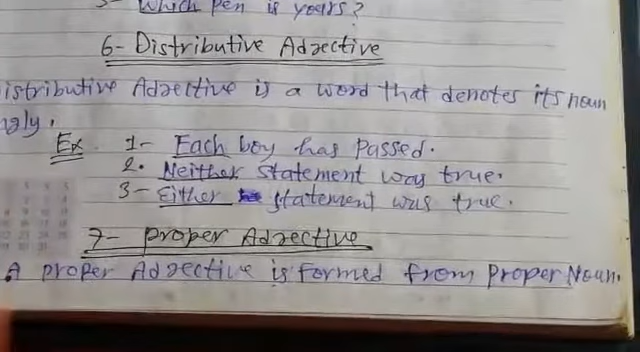 Which pen is years?
6- Distributive Adjective
istributive Adjective is a word that denotes its noun
ngly.
Ex. 1- Each boy has passed.
2. Neither statement was true.
3- Either statement was true.
7- proper Adjective
A proper Adjective is formed from proper Noun.